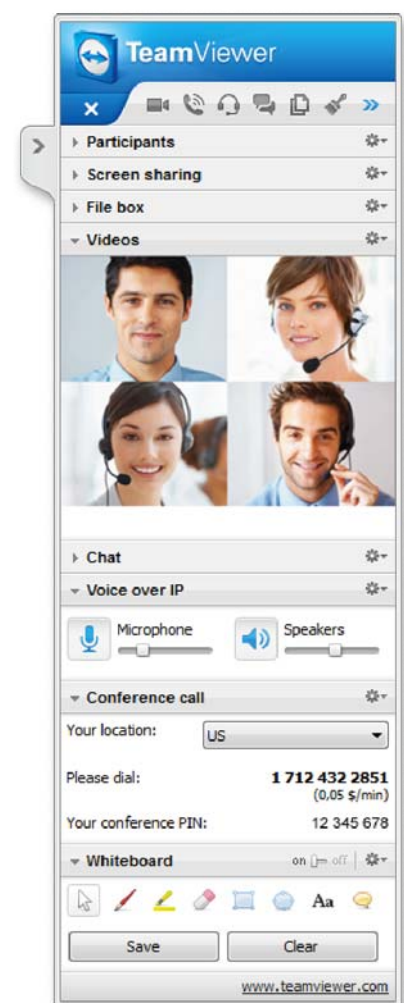 TeamViewer
Participants
Screen sharing
File box
Videos
Chat
Voice over IP
Microphone
Speakers
Conference call
Your location: US
Please dial: 1 712 432 2851
(0,05 $/min)
Your conference PIN: 12 345 678
Whiteboard on off
Aa
Save Clear
www.teamviewer.com